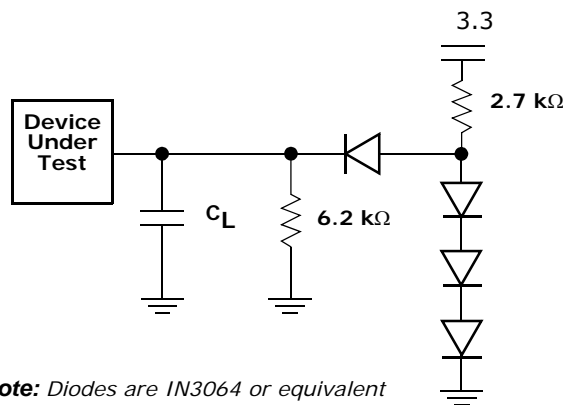 3.3
2.7 kΩ
Device
Under
Test
CL
6.2 kΩ
ote: Diodes are IN3064 or equivalent